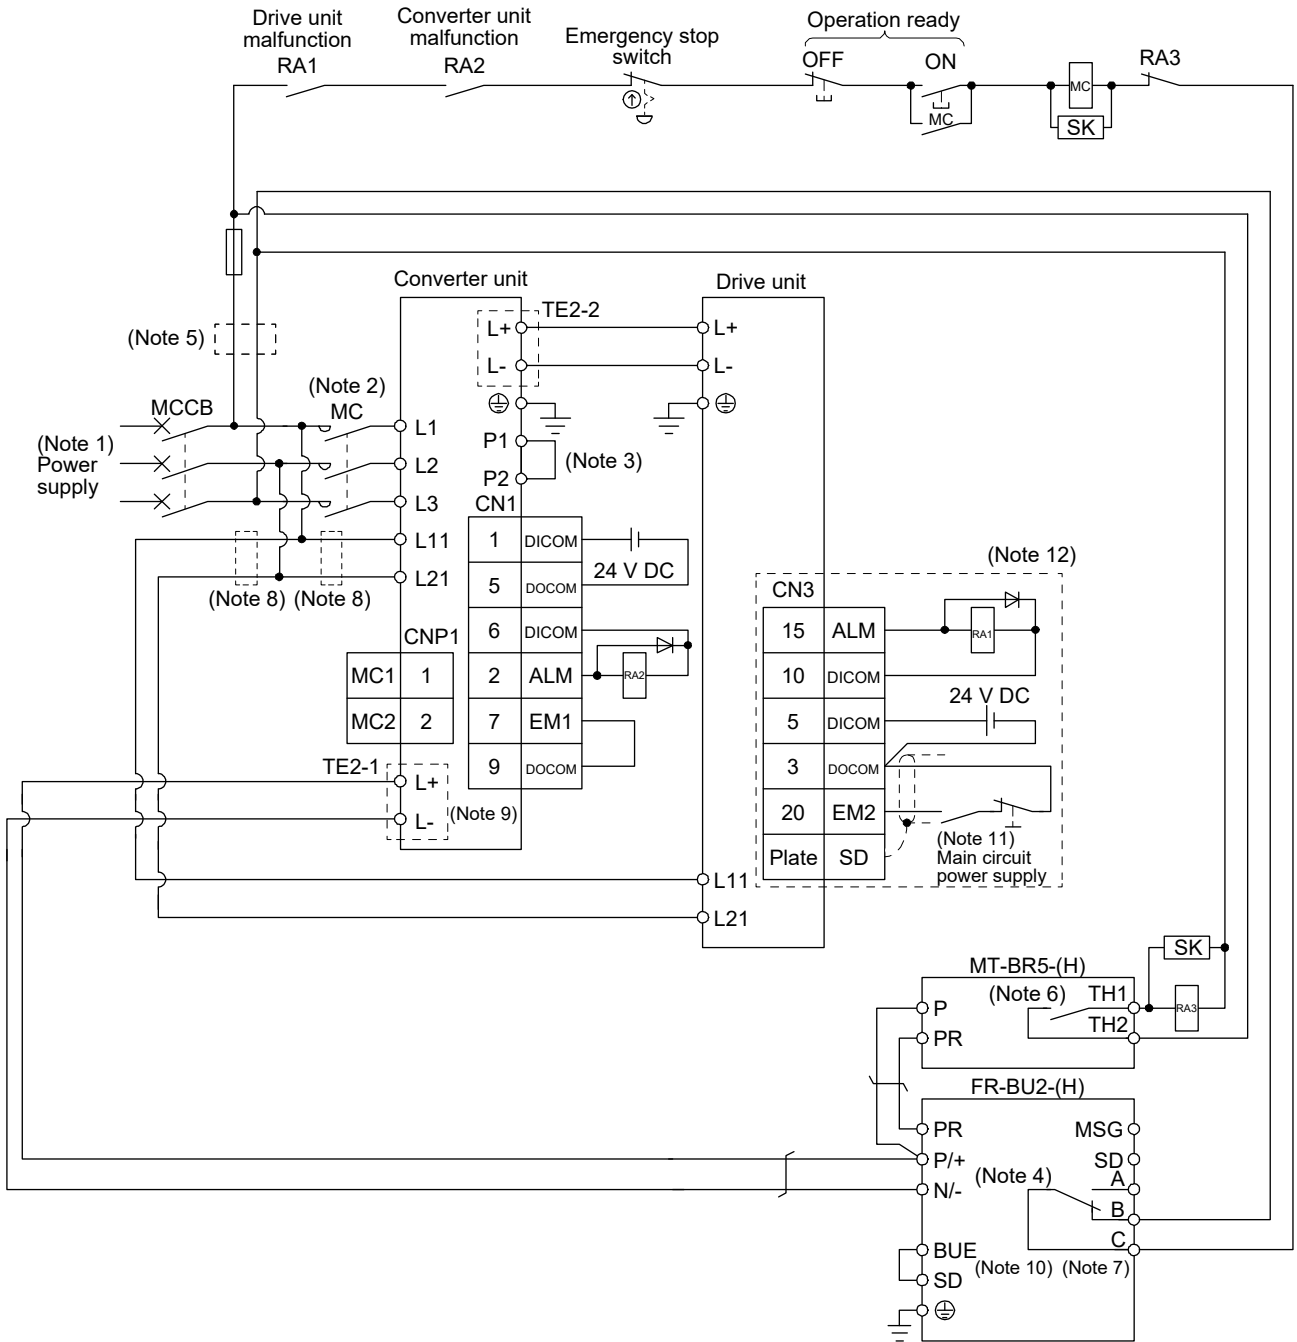 Drive unit
malfunction
RA1
Converter unit
malfunction
RA2
Emergency stop
switch
Operation ready
OFF
ON
MC
MC
SK
RA3
Converter unit
Drive unit
TE2-2
L+
L-
L+
L-
(Note 5)
(Note 2)
MCCB
MC
(Note 1)
Power
supply
L1
L2
L3
L11
L21
P1
P2
(Note 3)
CN1
1 DICOM
5 DOCOM
6 DICOM
2 ALM
7 EM1
9 DOCOM
24 V DC
RA2
(Note 8) (Note 8)
CNP1
MC1 1
MC2 2
TE2-1
L+
L-
(Note 9)
(Note 12)
CN3
15 ALM
10 DICOM
5 DICOM
3 DOCOM
20 EM2
Plate SD
RA1
24 V DC
(Note 11)
Main circuit
power supply
L11
L21
MT-BR5-(H)
(Note 6)
P
PR
TH1
TH2
SK
RA3
FR-BU2-(H)
PR
P/+
N/-
BUE
SD
MSG
SD
A
B
C
(Note 4)
(Note 10) (Note 7)